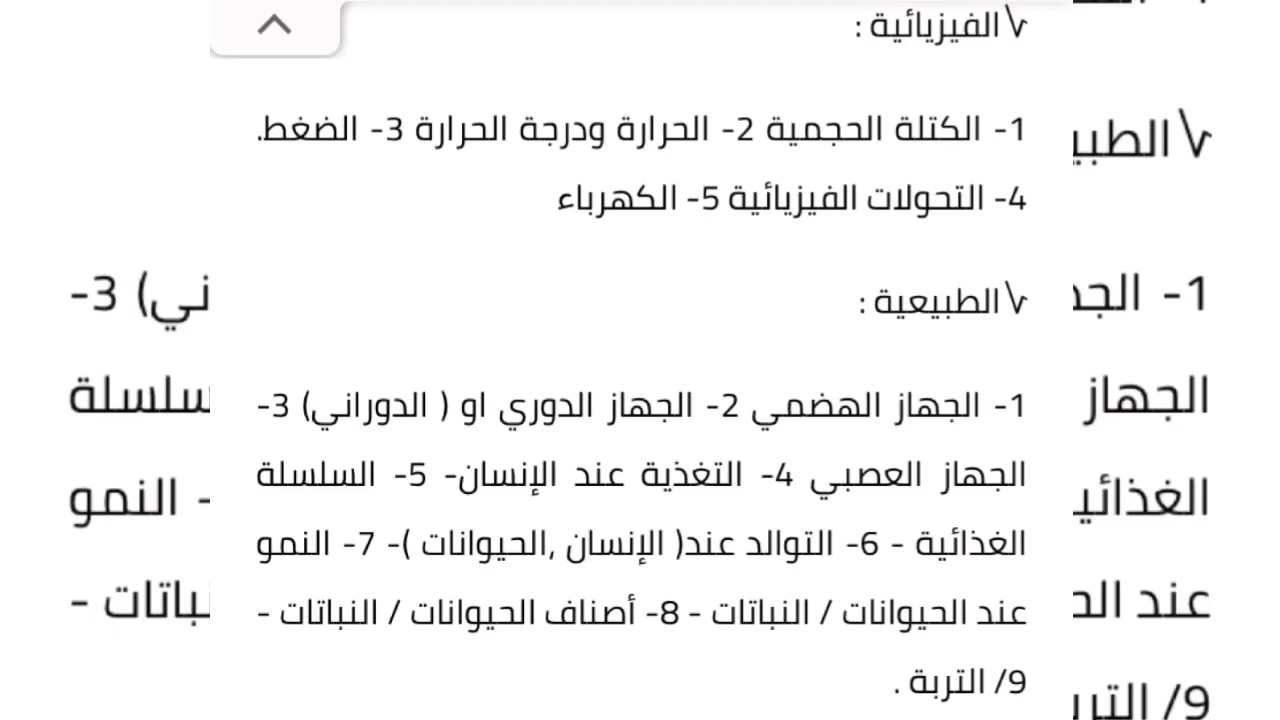 ٧ الفيزيائية :
1- الكتلة الحجمية 2- الحرارة ودرجة الحرارة 3- الضغط.
4- التحولات الفيزيائية 5- الكهرباء
٧ الطبيعية :
1- الجهاز الهضمي 2- الجهاز الدوري او ( الدوراني) 3-
الجهاز العصبي 4- التغذية عند الإنسان- 5- السلسلة
الغذائية - 6- التوالد عند( الإنسان ,الحيوانات )- 7- النمو
عند الحيوانات / النباتات - 8- أصناف الحيوانات / النباتات -
9/ التربة .